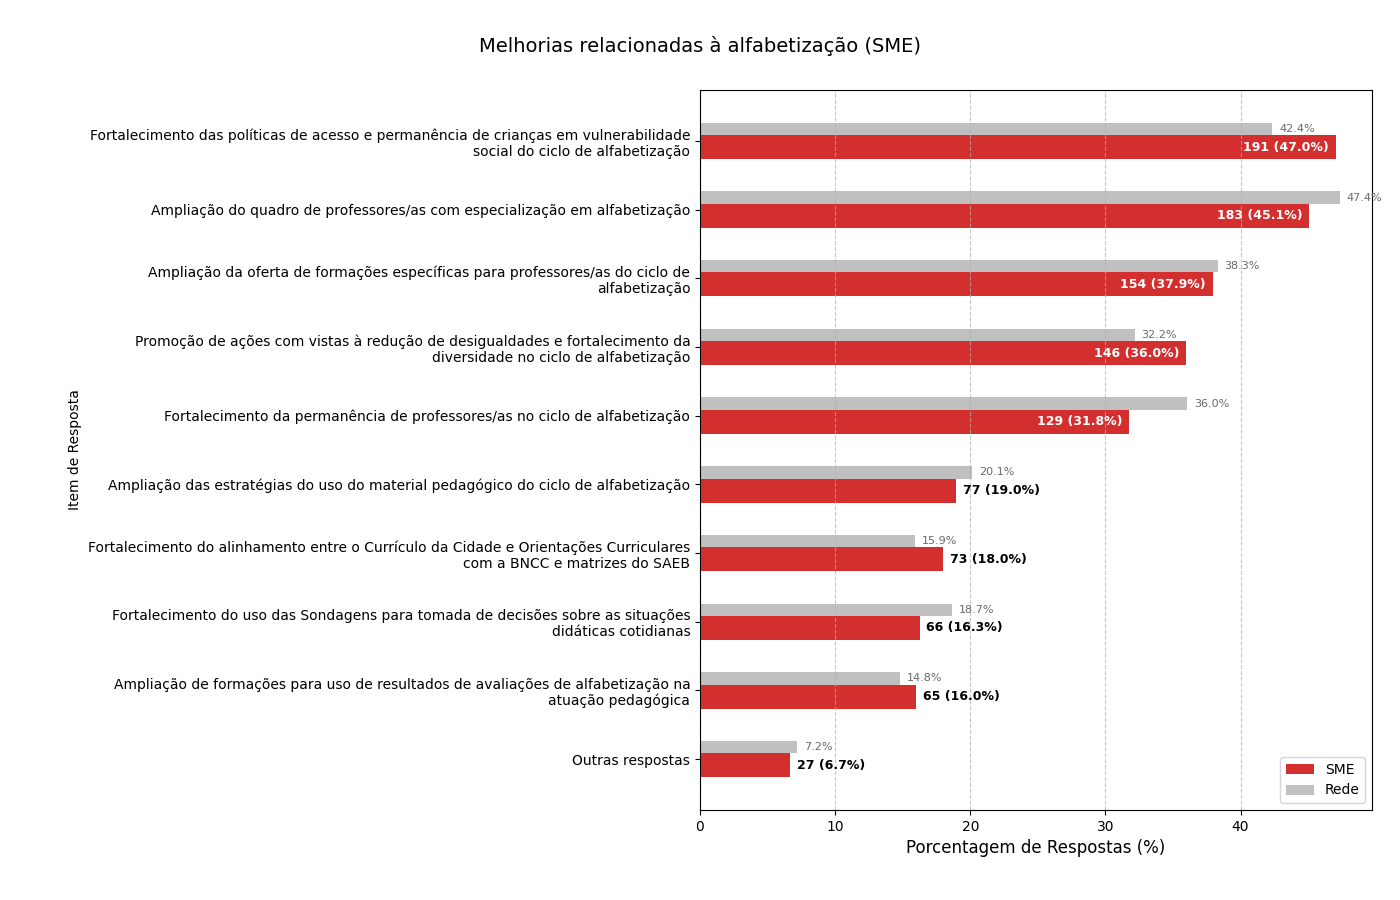 Melhorias relacionadas à alfabetização (SME)
Fortalecimento das políticas de acesso e permanência de crianças em vulnerabilidade
social do ciclo de alfabetização
42.4%
191 (47.0%)
Ampliação do quadro de professores/as com especialização em alfabetização
47.4%
183 (45.1%)
Ampliação da oferta de formações específicas para professores/as do ciclo de
alfabetização
38.3%
154 (37.9%)
Promoção de ações com vistas à redução de desigualdades e fortalecimento da
diversidade no ciclo de alfabetização
32.2%
146 (36.0%)
Fortalecimento da permanência de professores/as no ciclo de alfabetização
36.0%
129 (31.8%)
Ampliação das estratégias do uso do material pedagógico do ciclo de alfabetização
20.1%
77 (19.0%)
Fortalecimento do alinhamento entre o Currículo da Cidade e Orientações Curriculares
com a BNCC e matrizes do SAEB
15.9%
73 (18.0%)
Fortalecimento do uso das Sondagens para tomada de decisões sobre as situações
didáticas cotidianas
18.7%
66 (16.3%)
Ampliação de formações para uso de resultados de avaliações de alfabetização na
atuação pedagógica
14.8%
65 (16.0%)
Outras respostas
7.2%
27 (6.7%)
Item de Resposta
SME
Rede
0 10 20 30 40
Porcentagem de Respostas (%)